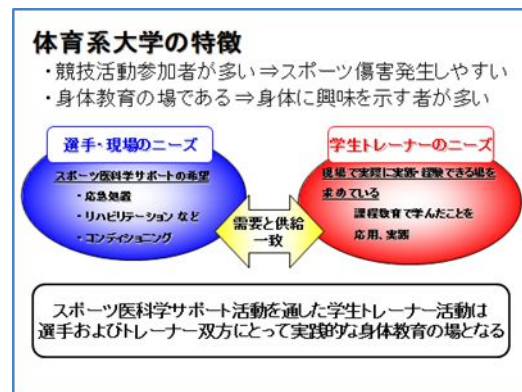 体育系大学の特徴
・競技活動参加者が多い⇒スポーツ傷害発生しやすい
・身体教育の場である⇒身体に興味を示す者が多い
選手・現場のニーズ
スポーツ医科学サポートの希望
・応急処置
・リハビリテーション など
・コンディショニング
需要と供給
一致
学生トレーナーのニーズ
現場で実際に実践・経験できる場を
求めている
課程教育で学んだことを
応用、実践
スポーツ医科学サポート活動を通した学生トレーナー活動は
選手およびトレーナー双方にとって実践的な身体教育の場となる